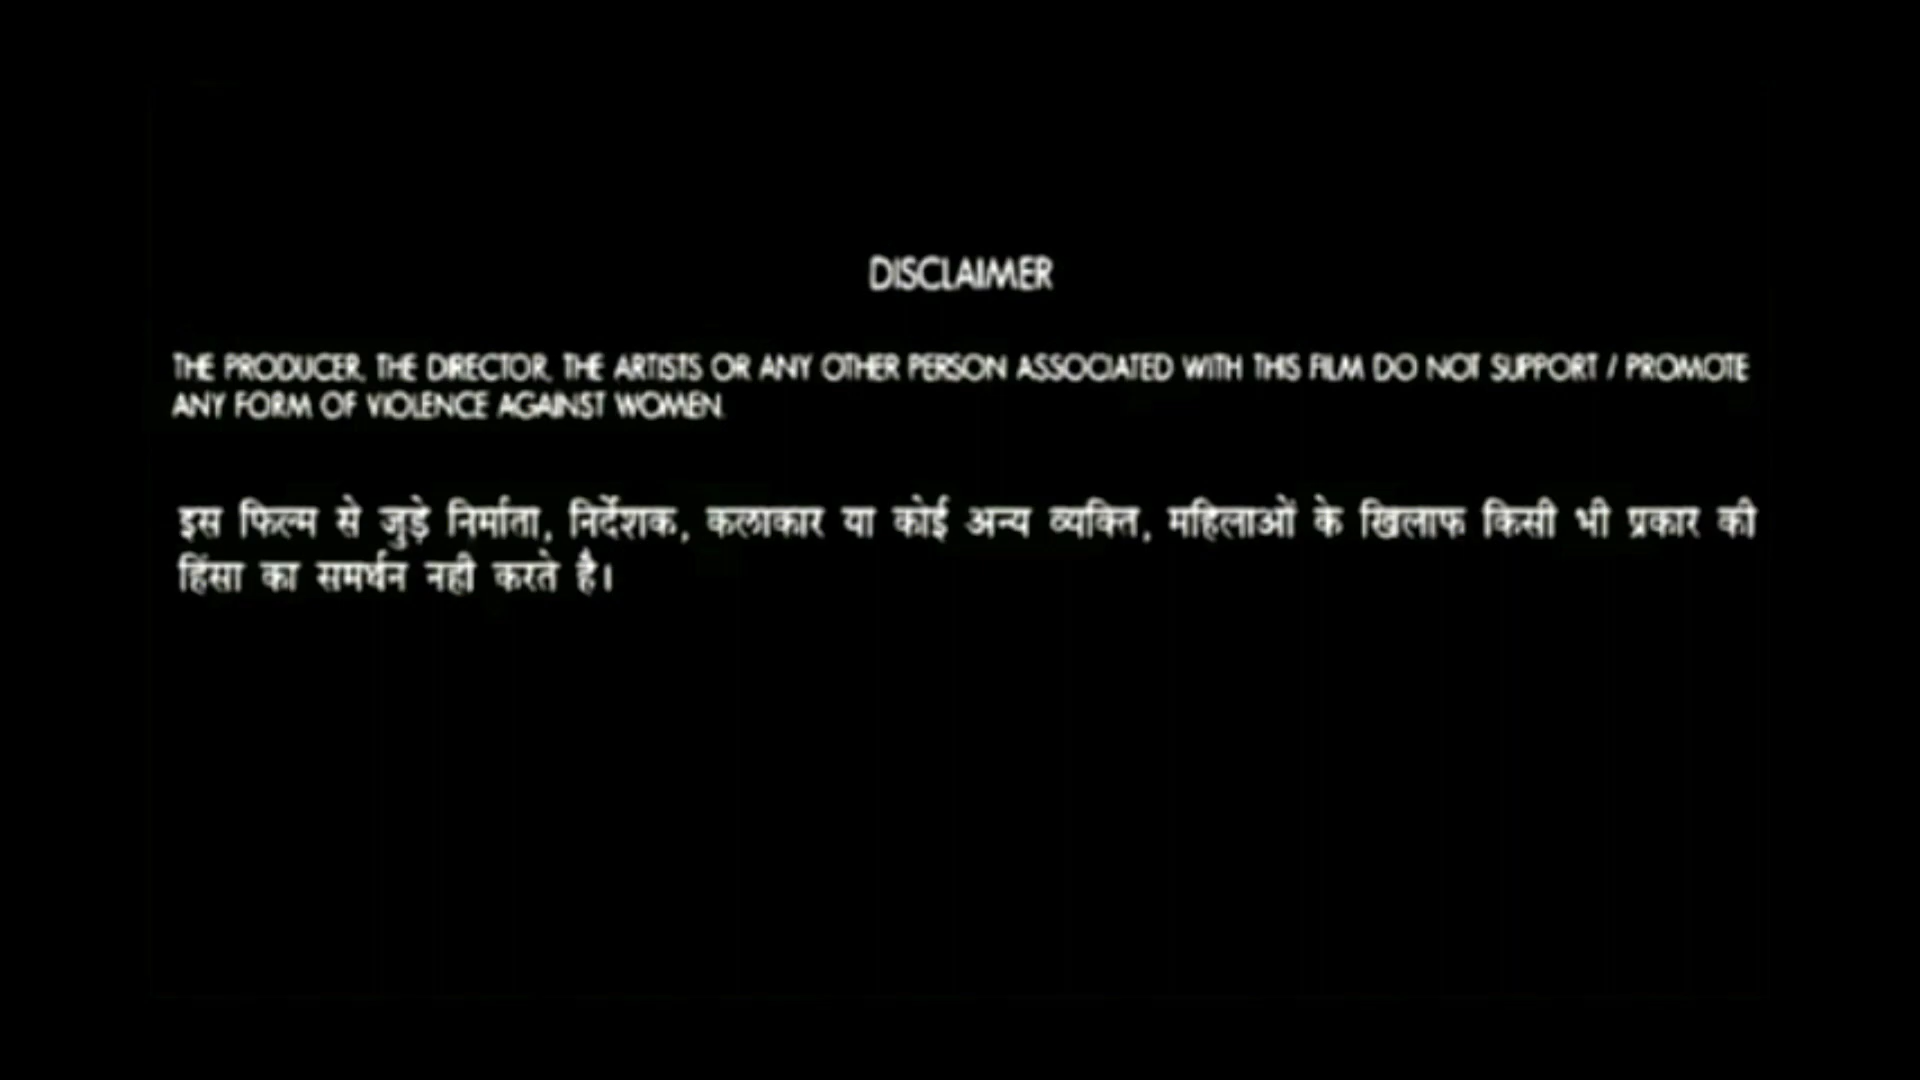 DISCLAIMER
THE PRODUCER, THE DIRECTOR, THE ARTISTS OR ANY OTHER PERSON ASSOCIATED WITH THIS FILM DO NOT SUPPORT / PROMOTE
ANY FORM OF VIOLENCE AGAINST WOMEN.
इस फिल्म से जुड़े निर्माता, निर्देशक, कलाकार या कोई अन्य व्यक्ति, महिलाओं के खिलाफ किसी भी प्रकार की
हिंसा का समर्थन नही करते है।